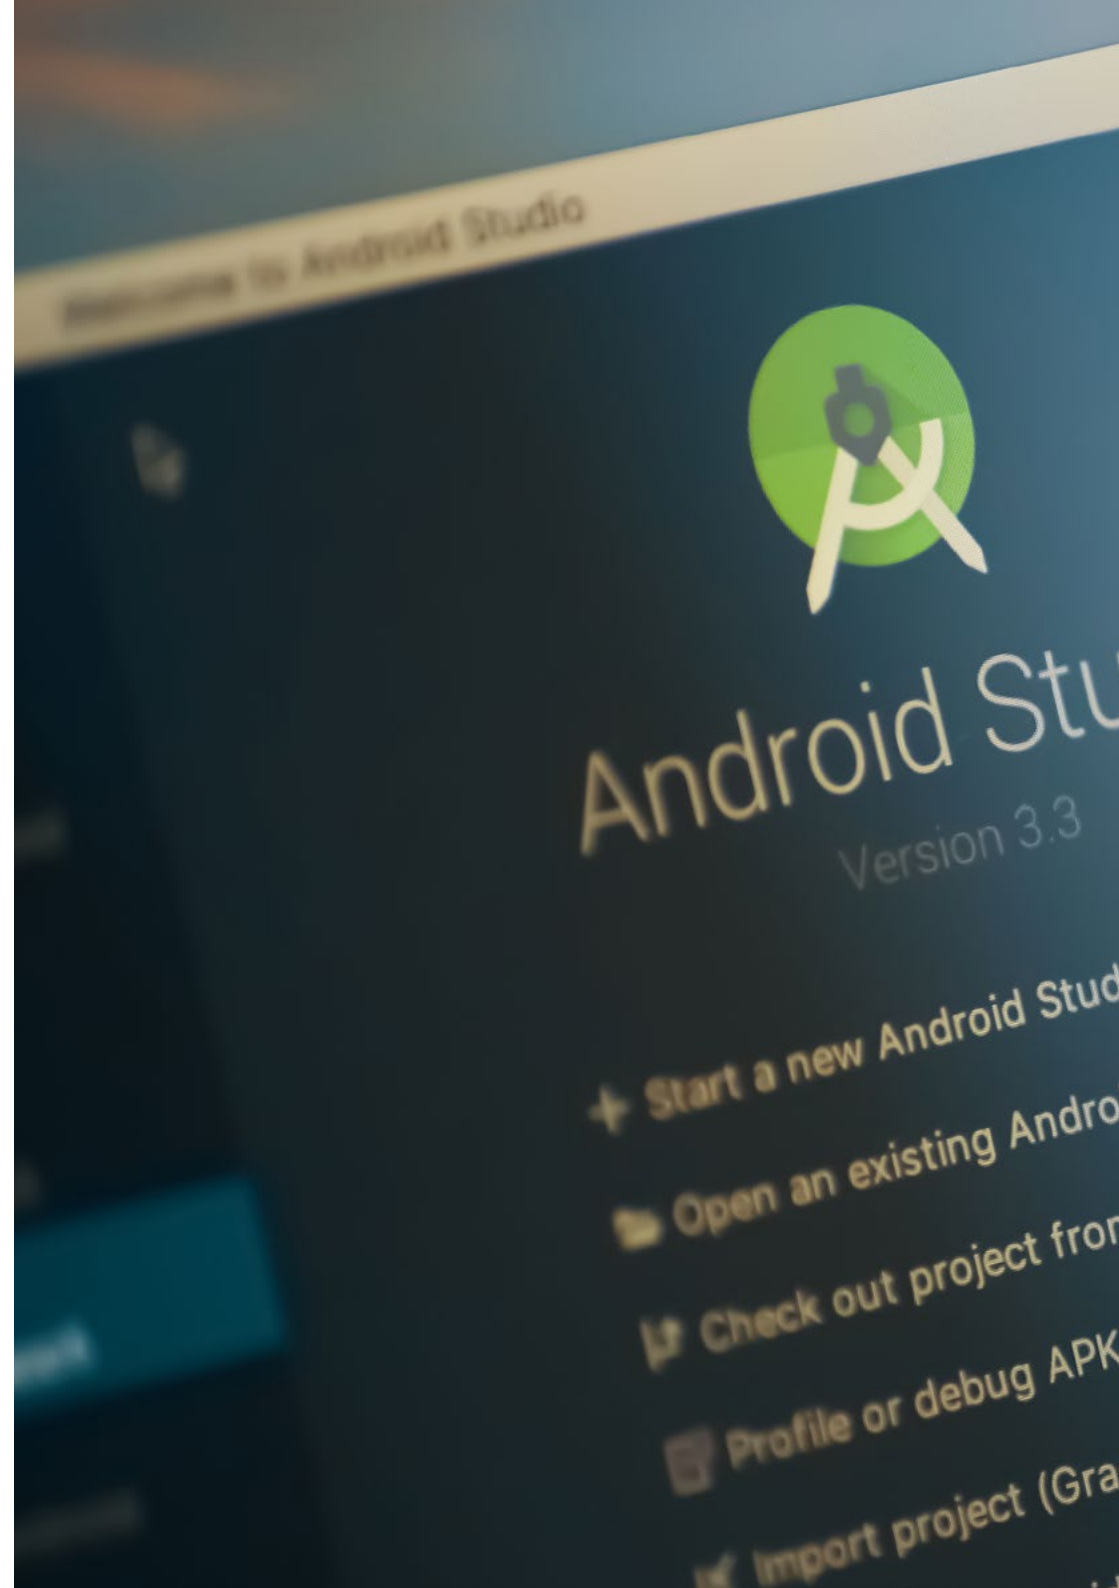 Welcome to Android Studio
Android Stu
Version 3.3
Start a new Android Stud
Open an existing Andro
Check out project from
Profile or debug APK
Import project (Gra